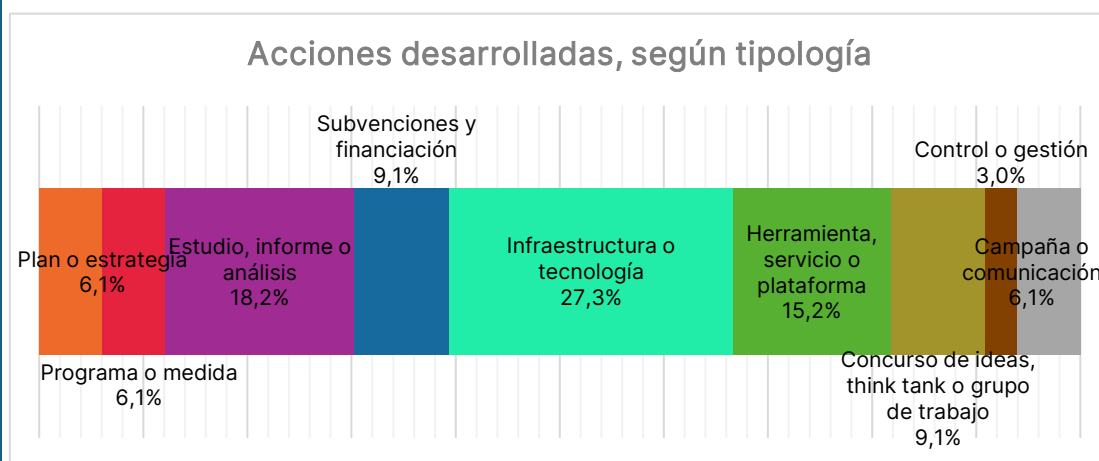 Acciones desarrolladas, según tipología
Subvenciones y
financiación
9,1%
Control o gestión
3,0%
Plan o estrategia
6,1%
Estudio, informe o
análisis
18,2%
Infraestructura o
tecnología
27,3%
Herramienta,
servicio o
plataforma
15,2%
Campaña o
comunicación
6,1%
Programa o medida
6,1%
Concurso de ideas,
think tank o grupo
de trabajo
9,1%